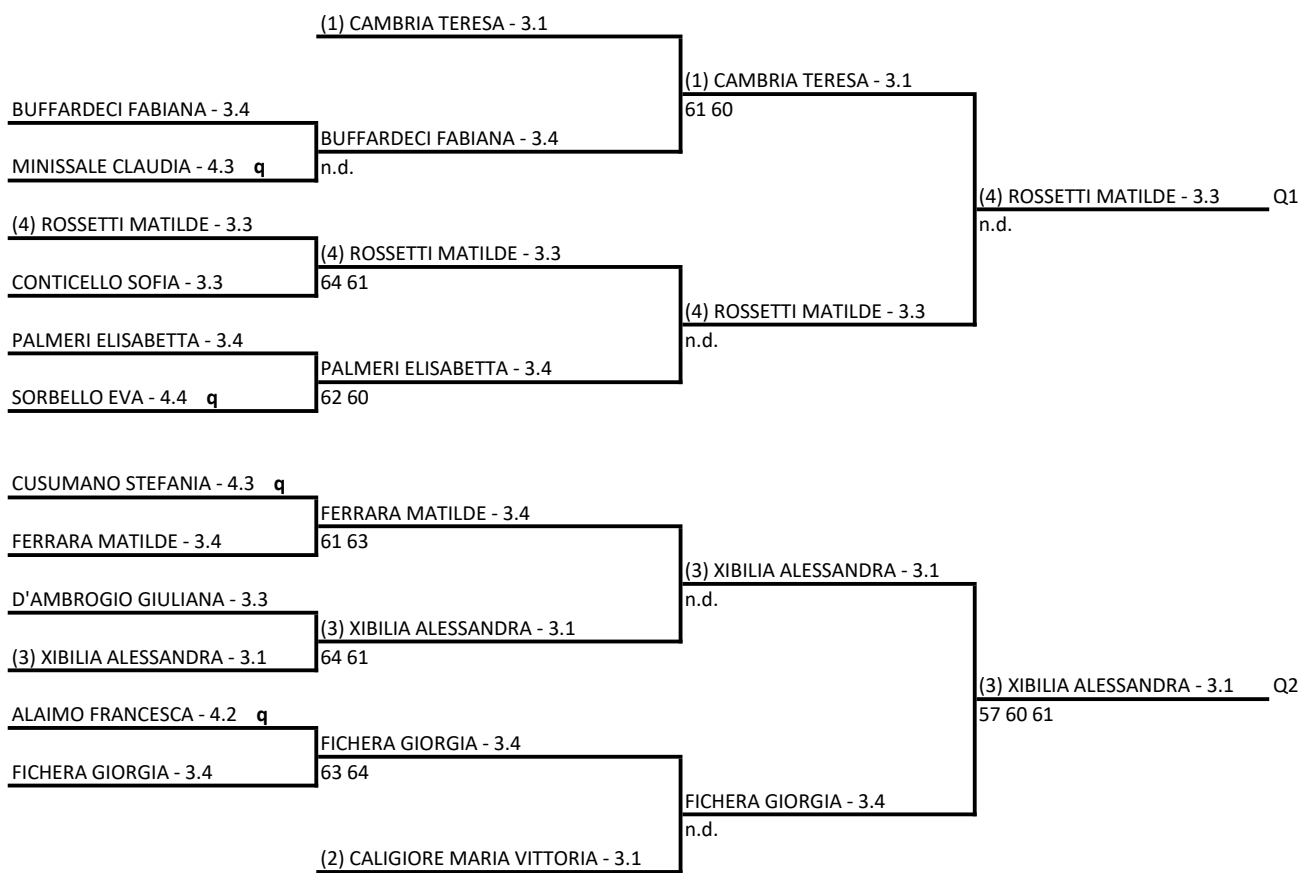 (1) CAMBRIA TERESA - 3.1
(1) CAMBRIA TERESA - 3.1
BUFFARDECI FABIANA - 3.4
61 60
BUFFARDECI FABIANA - 3.4
MINISSALE CLAUDIA - 4.3 q
n.d.
(4) ROSSETTI MATILDE - 3.3 Q1
(4) ROSSETTI MATILDE - 3.3
n.d.
(4) ROSSETTI MATILDE - 3.3
CONTICELLO SOFIA - 3.3
64 61
(4) ROSSETTI MATILDE - 3.3
PALMERI ELISABETTA - 3.4
n.d.
PALMERI ELISABETTA - 3.4
SORBELLO EVA - 4.4 q
62 60
CUSUMANO STEFANIA - 4.3 q
FERRARA MATILDE - 3.4
FERRARA MATILDE - 3.4
61 63
(3) XIBILIA ALESSANDRA - 3.1
D'AMBROGIO GIULIANA - 3.3
n.d.
(3) XIBILIA ALESSANDRA - 3.1
(3) XIBILIA ALESSANDRA - 3.1
64 61
(3) XIBILIA ALESSANDRA - 3.1 Q2
ALAIMO FRANCESCA - 4.2 q
57 60 61
FICHERA GIORGIA - 3.4
FICHERA GIORGIA - 3.4
63 64
FICHERA GIORGIA - 3.4
n.d.
(2) CALIGIORE MARIA VITTORIA - 3.1